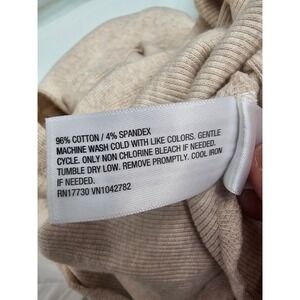 96% COTTON / 4% SPANDEX
MACHINE WASH COLD WITH LIKE COLORS. GENTLE
CYCLE. ONLY NON CHLORINE BLEACH IF NEEDED.
TUMBLE DRY LOW. REMOVE PROMPTLY. COOL IRON
IF NEEDED.
RN17730 VN1042782